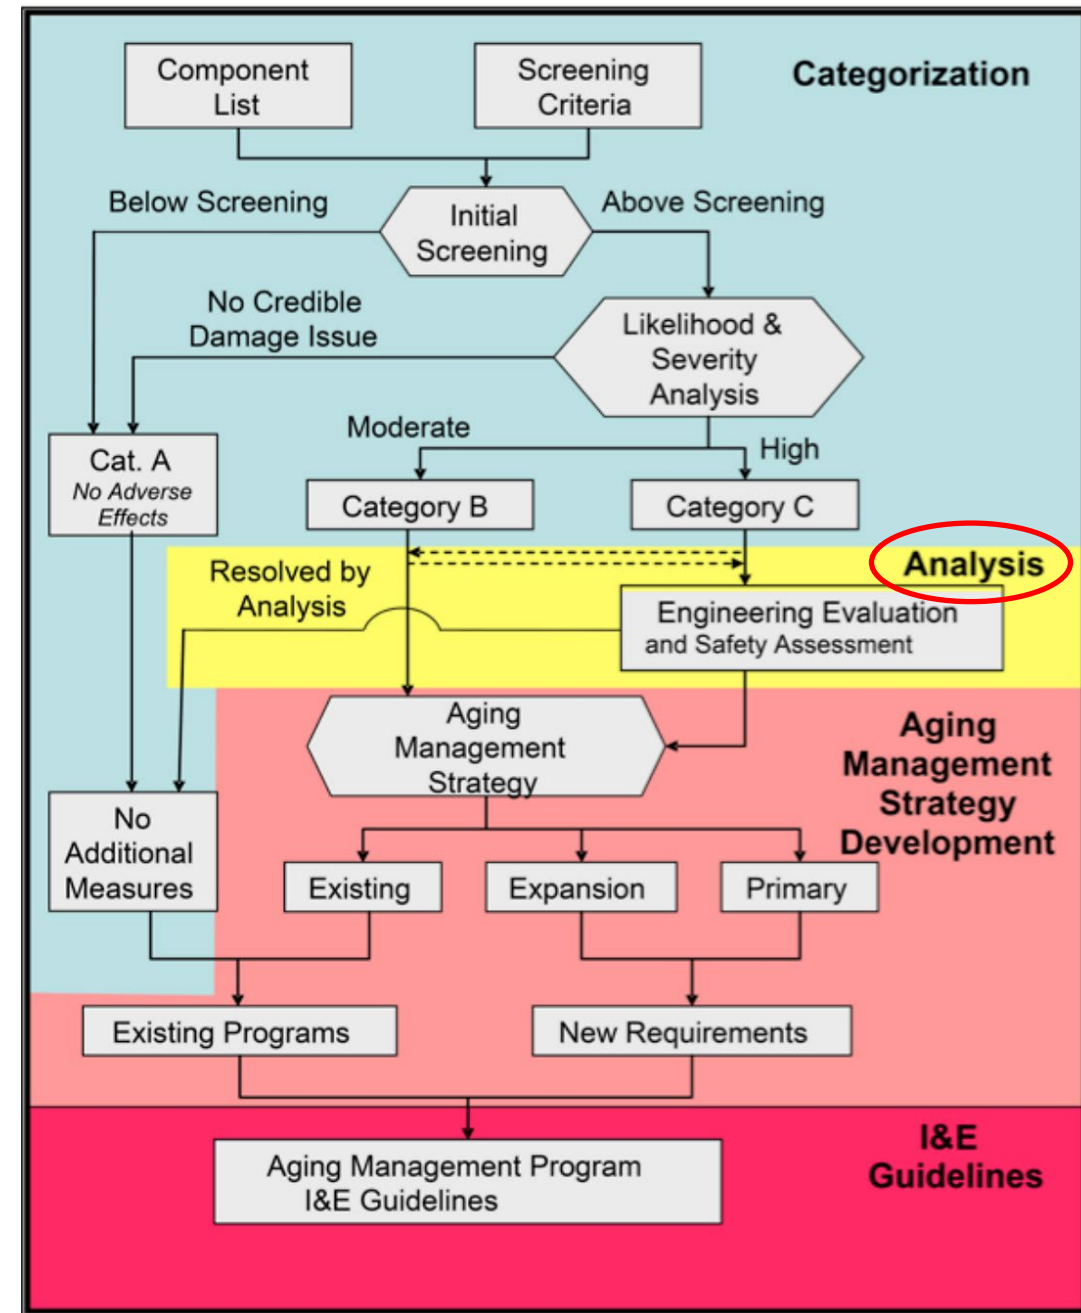 Component
List
Screening
Criteria
Categorization
Below Screening
Initial
Screening
Above Screening
No Credible
Damage Issue
Likelihood &
Severity
Analysis
Moderate
High
Cat. A
No Adverse
Effects
Category B
Category C
Resolved by
Analysis
Analysis
Engineering Evaluation
and Safety Assessment
Aging
Management
Strategy
Aging
Management
Strategy
Development
No
Additional
Measures
Existing
Expansion
Primary
Existing Programs
New Requirements
I&E
Guidelines
Aging Management Program
I&E Guidelines